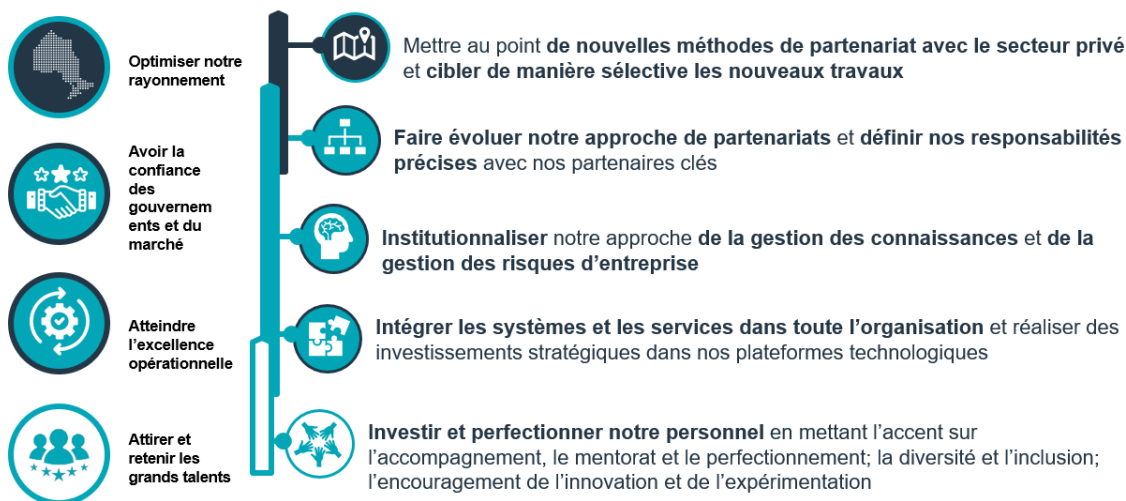 Optimiser notre
rayonnement
Avoir la
confiance
des
gouvernem
ents et du
marché
Atteindre
l’excellence
opérationnelle
Attirer et
retenir les
grands talents
Mettre au point de nouvelles méthodes de partenariat avec le secteur privé
et cibler de manière sélective les nouveaux travaux
Faire évoluer notre approche de partenariats et définir nos responsabilités
précises avec nos partenaires clés
Institutionnaliser notre approche de la gestion des connaissances et de la
gestion des risques d’entreprise
Intégrer les systèmes et les services dans toute l’organisation et réaliser des
investissements stratégiques dans nos plateformes technologiques
Investir et perfectionner notre personnel en mettant l’accent sur
l’accompagnement, le mentorat et le perfectionnement; la diversité et l’inclusion;
l’encouragement de l’innovation et de l’expérimentation